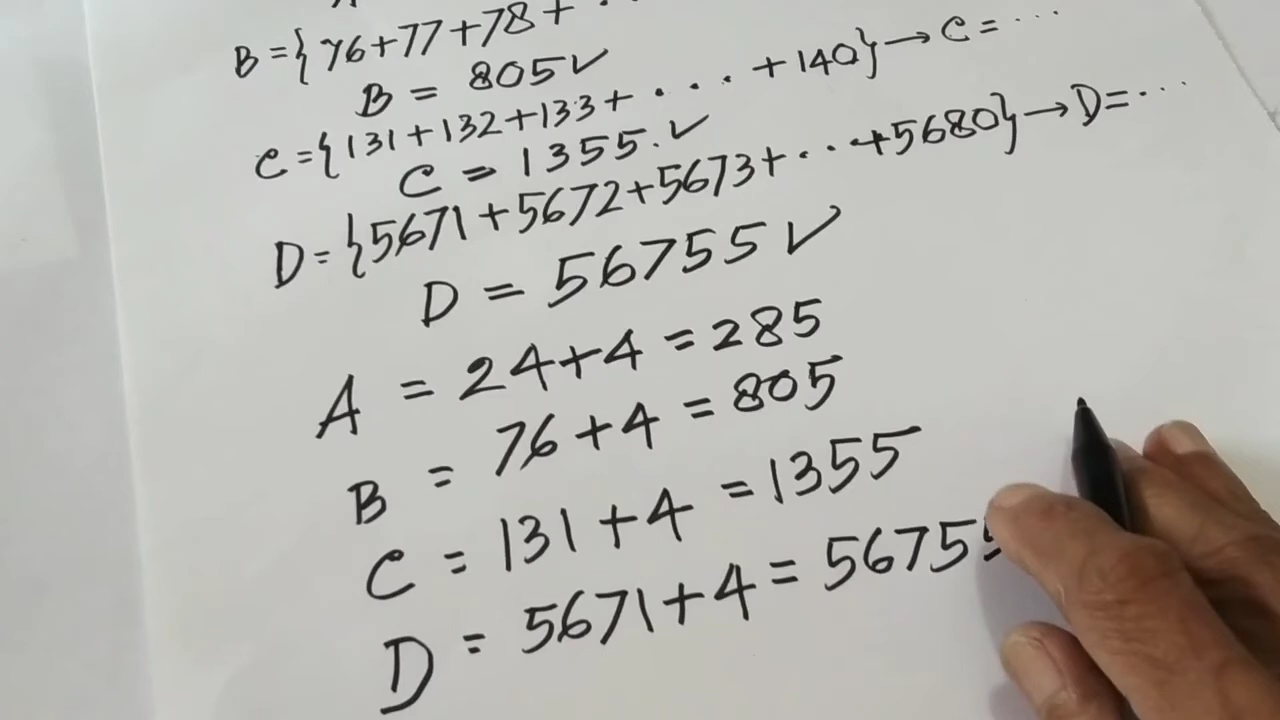 B = { 76+77+78+ ..
B = 805✓
C = {131+132+133+ . . . . +140} → C = ...
C = 1355.✓
D = {5671+5672+5673+ . . . +5680} → D = ...
D = 56755✓
A = 24+4 = 285
B = 76+4 = 805
C = 131+4 = 1355
D = 5671+4 = 56755